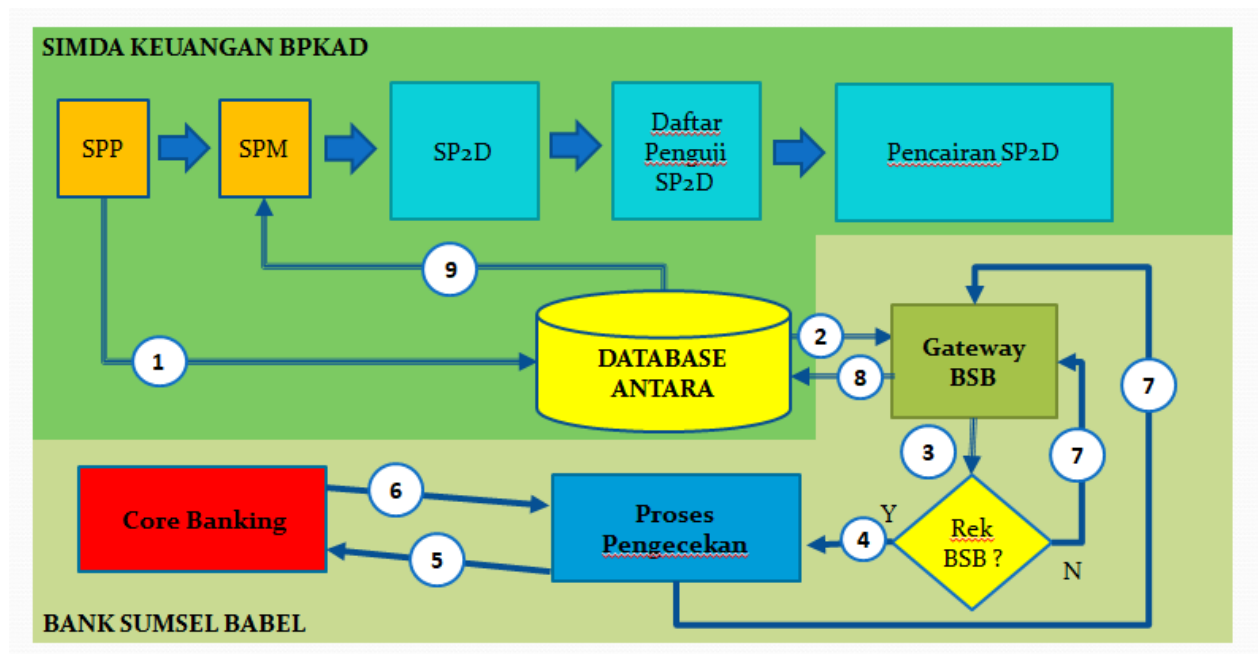 SIMDA KEUANGAN BPKAD
SPP
SPM
SP2D
Daftar
Penguji
SP2D
Pencairan SP2D
9
1
DATABASE
ANTARA
2
8
Gateway
BSB
7
7
3
Core Banking
6
5
Proses
Pengecekan
Y
4
Rek
BSB ?
N
BANK SUMSEL BABEL